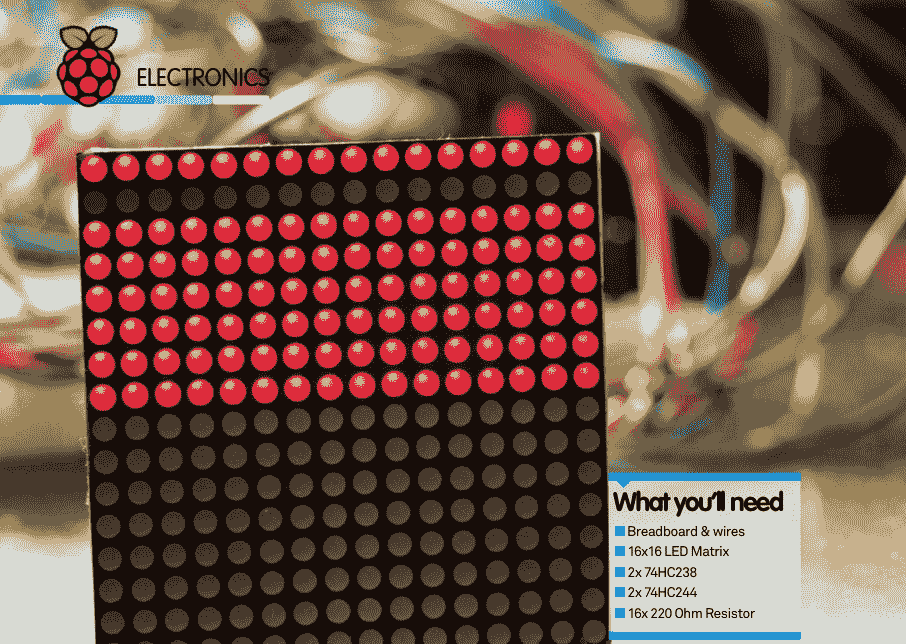 ELECTRONICS
What you'll need
Breadboard & wires
16x16 LED Matrix
2x 74HC238
2x 74HC244
16x 220 Ohm Resistor